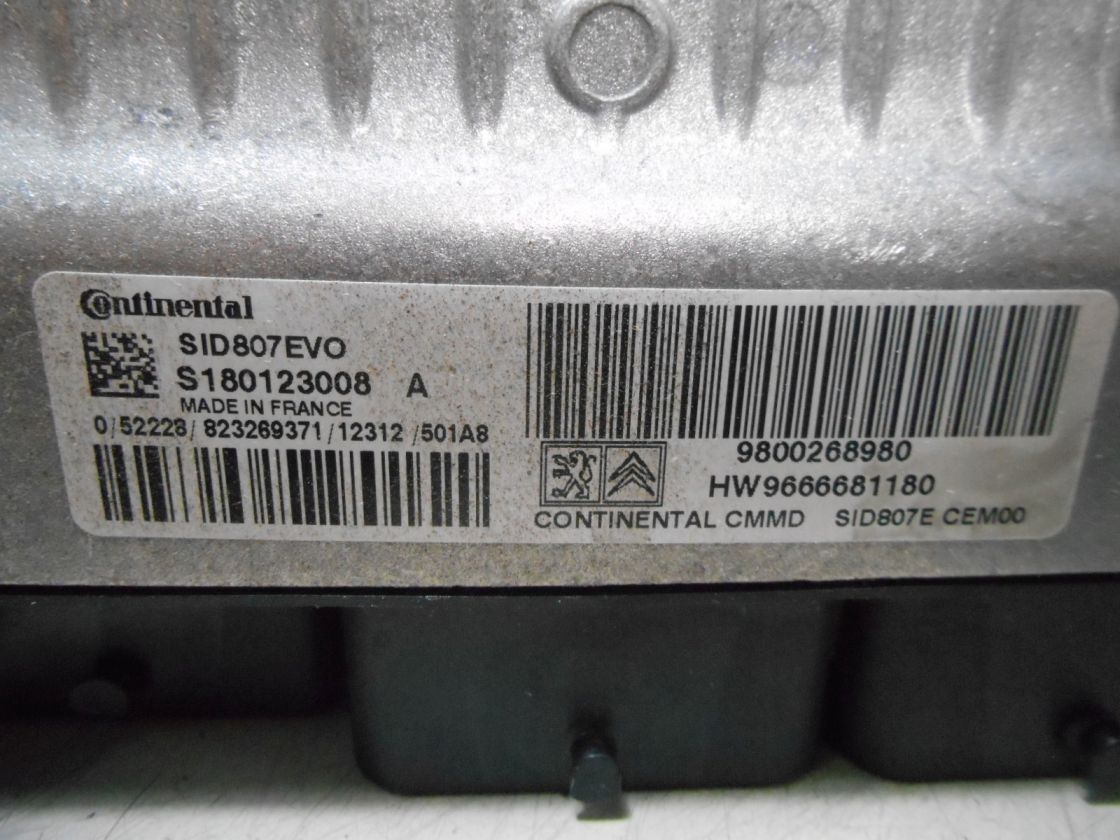 Continental
SID807EVO
S180123008 A
MADE IN FRANCE
0/52228/823269371/12312/501A8
9800268980
HW9666681180
CONTINENTAL CMMD SID807E CEM00